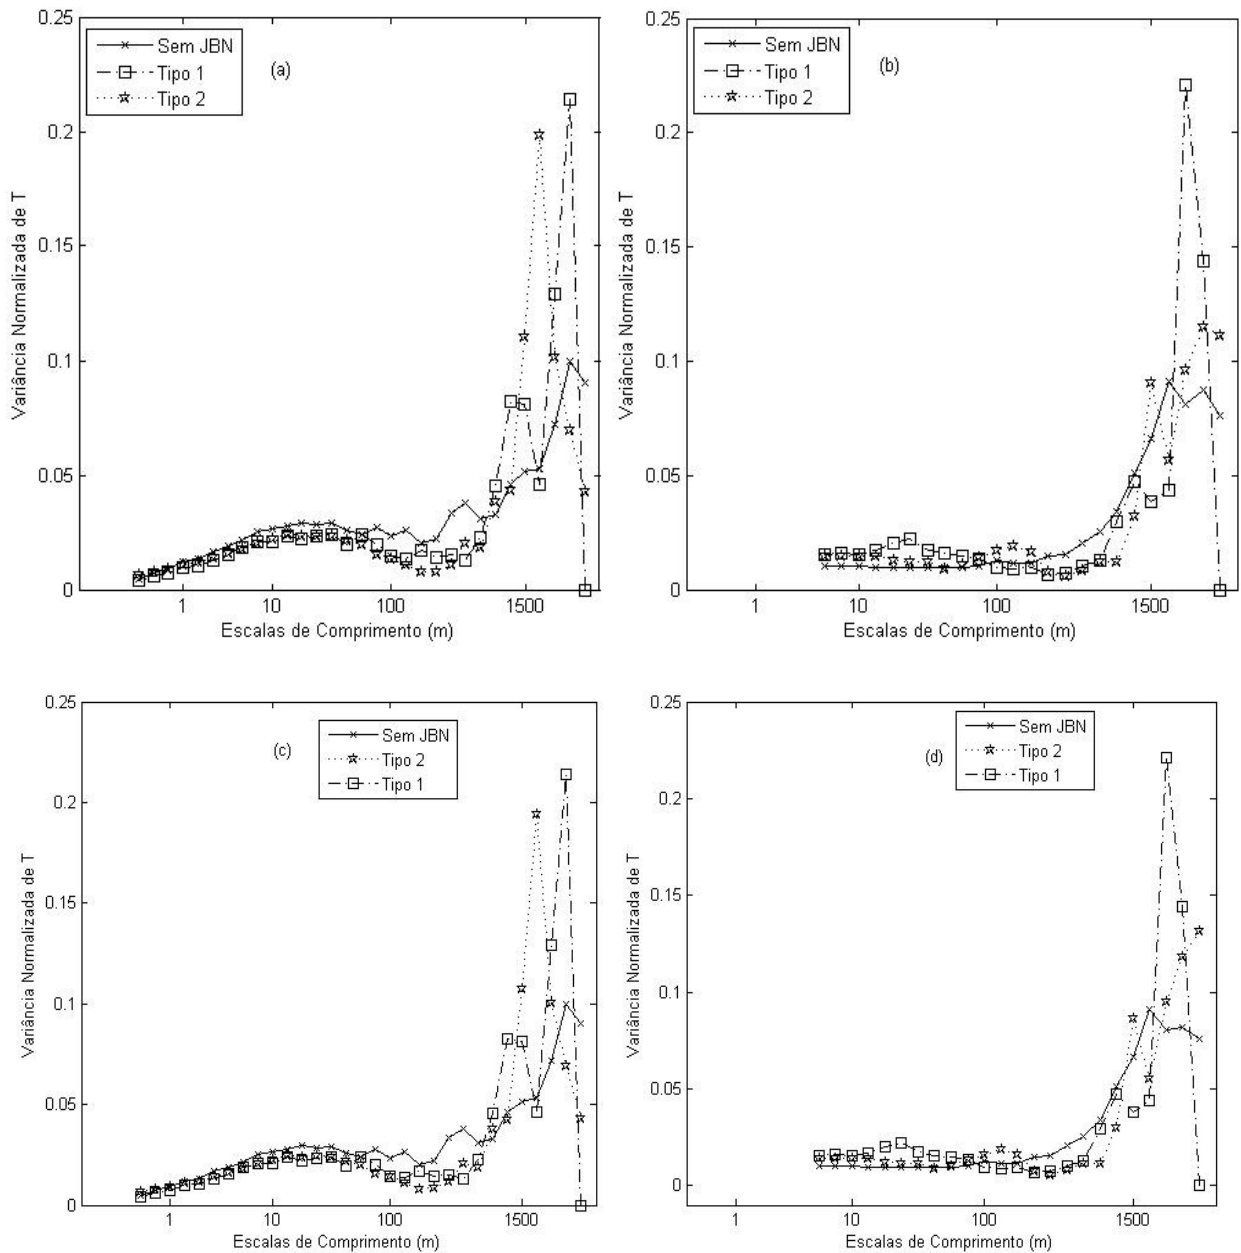 0.25
0.2
0.15
0.1
0.05
0
Variância Normalizada de T
Sem JBN
Tipo 1
Tipo 2
(a)
1
10
100
1500
Escalas de Comprimento (m)
0.25
0.2
0.15
0.1
0.05
0
Variância Normalizada de T
Sem JBN
Tipo 1
Tipo 2
(b)
1
10
100
1500
Escalas de Comprimento (m)
0.25
0.2
0.15
0.1
0.05
0
Variância Normalizada de T
(c)
Sem JBN
Tipo 2
Tipo 1
1
10
100
1500
Escalas de Comprimento (m)
0.25
0.2
0.15
0.1
0.05
0
Variância Normalizada de T
(d)
Sem JBN
Tipo 2
Tipo 1
1
10
100
1500
Escalas de Comprimento (m)